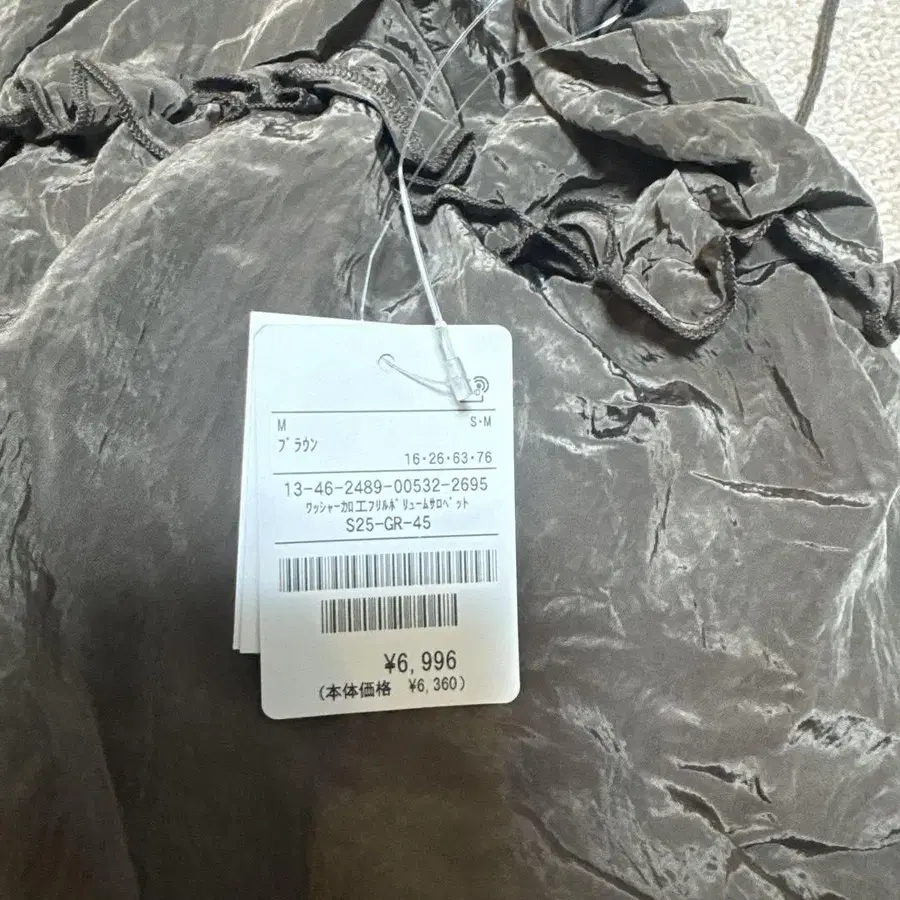 M S・M
ブラウン
16・26・63・76
13-46-2489-00532-2695
ワッシャー加工フリルボリュームサロペット
S25-GR-45
¥6,996
(本体価格 ¥6,360)